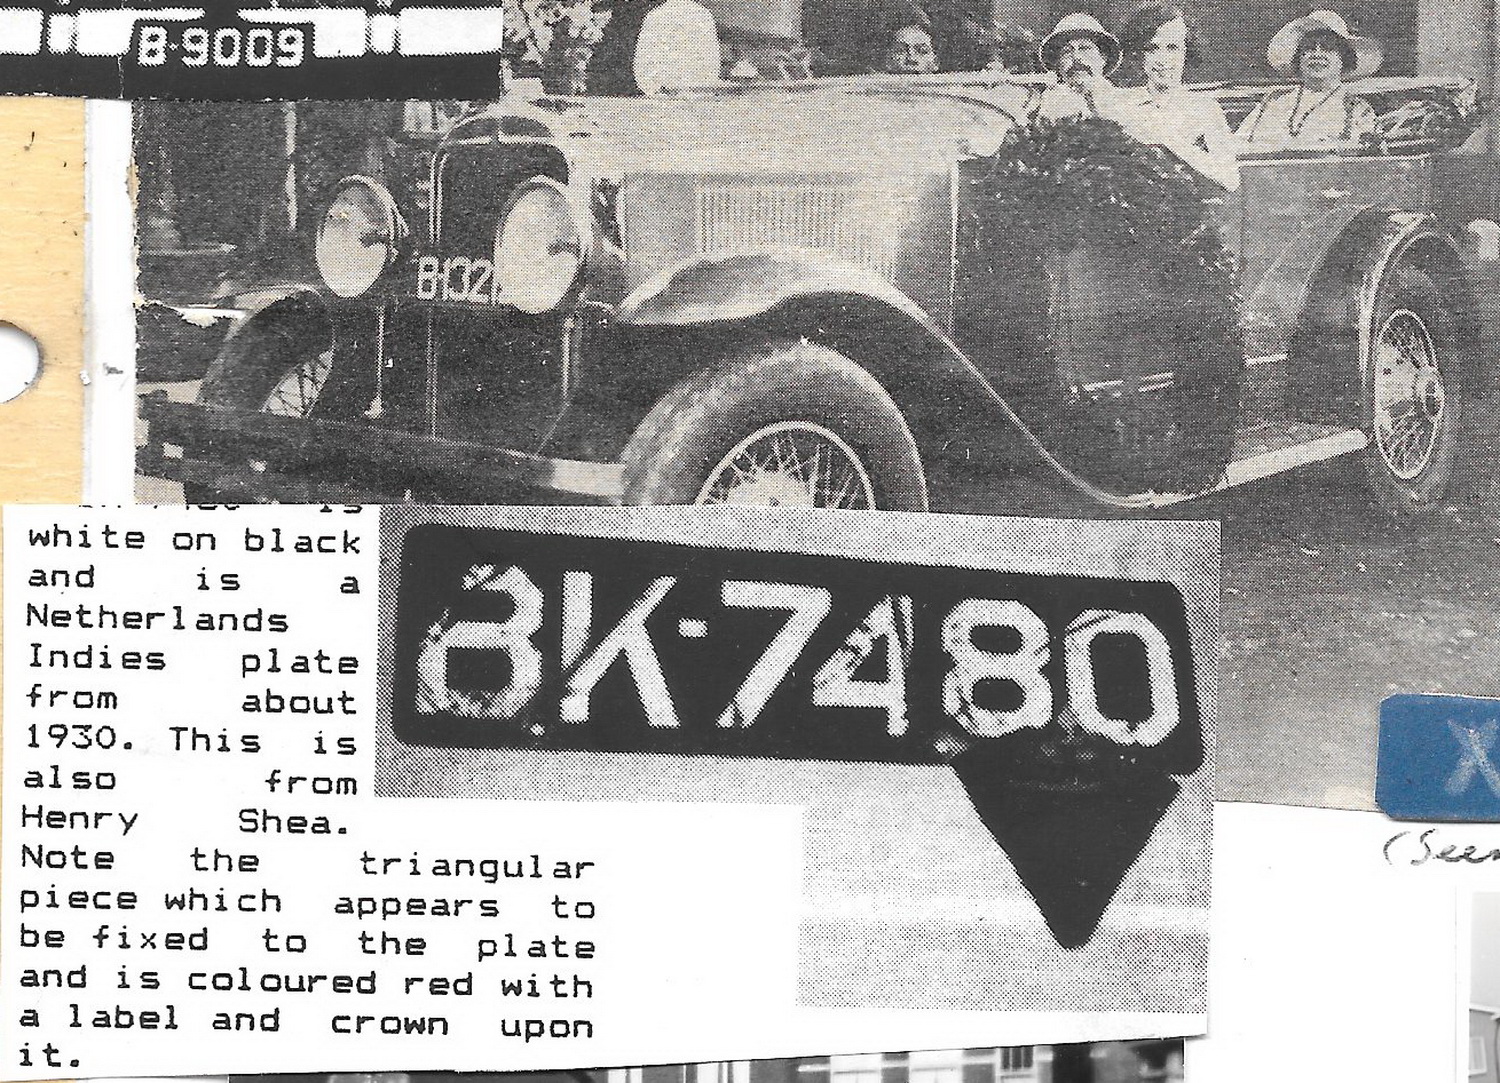 B-9009
B-132
white on black
and is a
Netherlands
Indies plate
from about
1930. This is
also from
Henry Shea.
Note the triangular
piece which appears to
be fixed to the plate
and is coloured red with
a label and crown upon
it.
BK-7480
X
(Seen